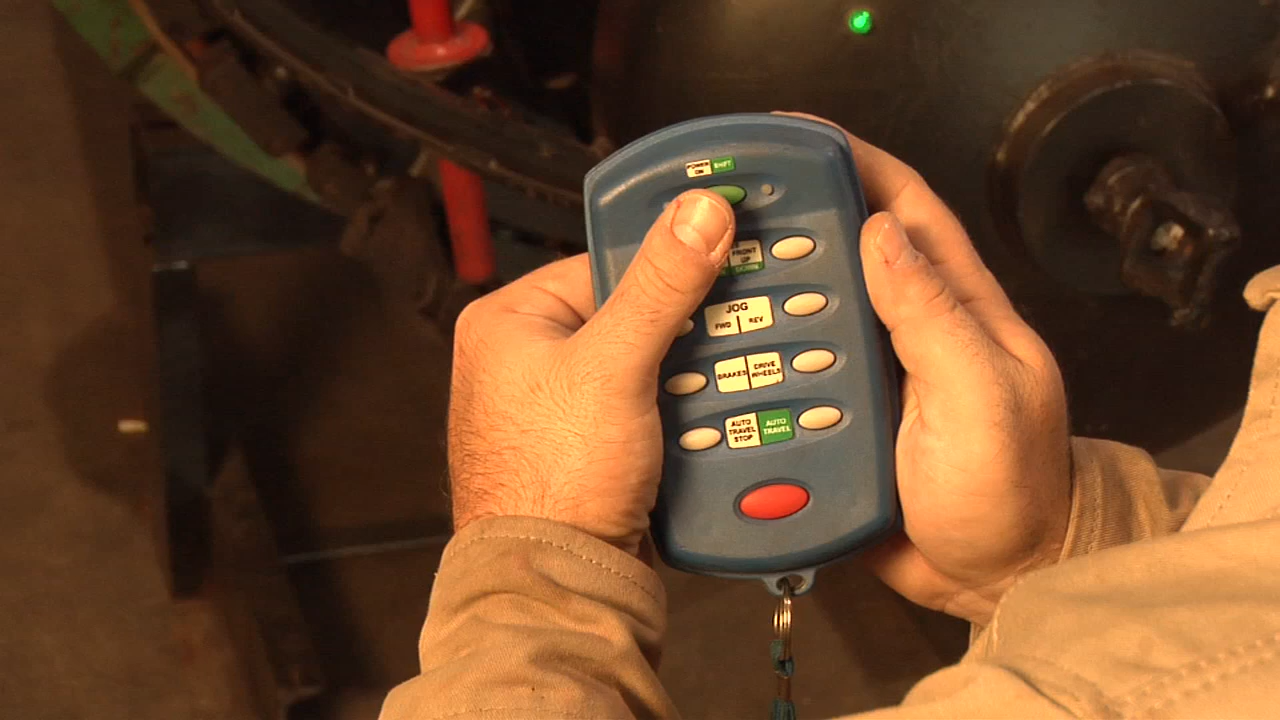 POWER ON SHIFT
FRONT
UP
DOWN
JOG
FWD REV
BRAKES DRIVE WHEELS
AUTO TRAVEL STOP AUTO TRAVEL